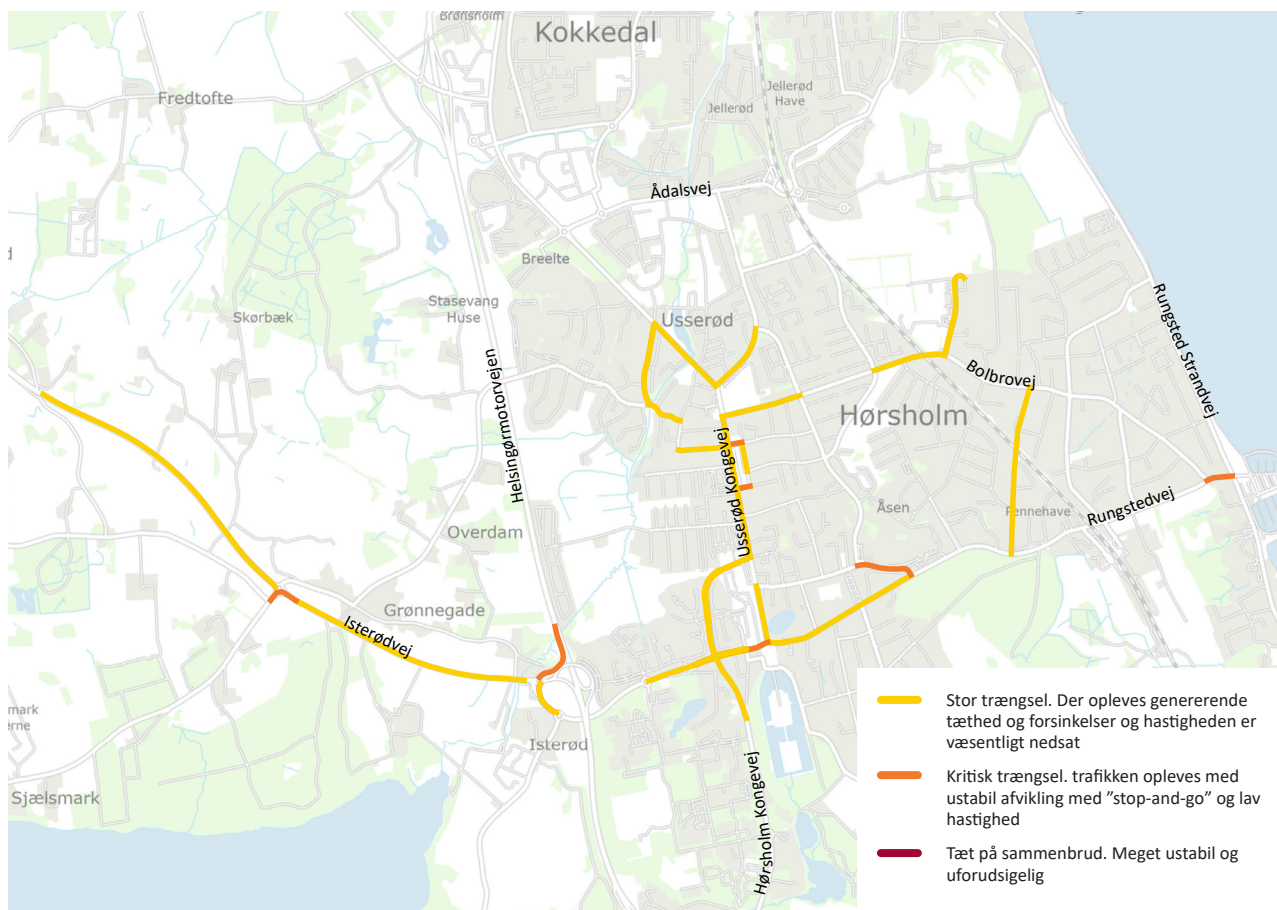 Brønsholm
Kokkedal
Fredtofte
Jellerød
Have
Jellerød
Ådalsvej
d
Breelte
Stasevang
Huse
Skørbæk
Usserød
Rungsted Strandvej
Helsingørmotorvejen
Bolbrovej
Hørsholm
Usserød Kongevej
Åsen
Rennehave
Rungstedvej
Overdam
Grønnegade
Isterødvej
mark
erne
Isterød
Sjælsmark
Hørsholm Kongevej
Stor trængsel. Der opleves genererende
tæthed og forsinkelser og hastigheden er
væsentligt nedsat
Kritisk trængsel. trafikken opleves med
ustabil afvikling med ”stop-and-go” og lav
hastighed
Tæt på sammenbrud. Meget ustabil og
uforudsigelig